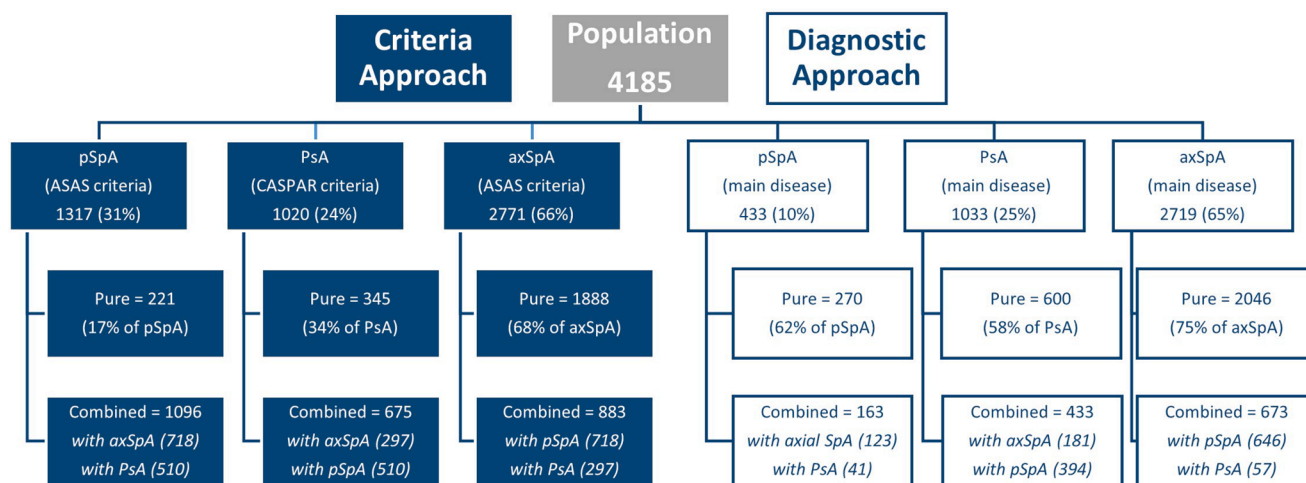 Criteria
Approach
Population
4185
Diagnostic
Approach
pSpA
(ASAS criteria)
1317 (31%)
PsA
(CASPAR criteria)
1020 (24%)
axSpA
(ASAS criteria)
2771 (66%)
pSpA
(main disease)
433 (10%)
PsA
(main disease)
1033 (25%)
axSpA
(main disease)
2719 (65%)
Pure = 221
(17% of pSpA)
Pure = 345
(34% of PsA)
Pure = 1888
(68% of axSpA)
Pure = 270
(62% of pSpA)
Pure = 600
(58% of PsA)
Pure = 2046
(75% of axSpA)
Combined = 1096
with axSpA (718)
with PsA (510)
Combined = 675
with axSpA (297)
with pSpA (510)
Combined = 883
with pSpA (718)
with PsA (297)
Combined = 163
with axial SpA (123)
with PsA (41)
Combined = 433
with axSpA (181)
with pSpA (394)
Combined = 673
with pSpA (646)
with PsA (57)